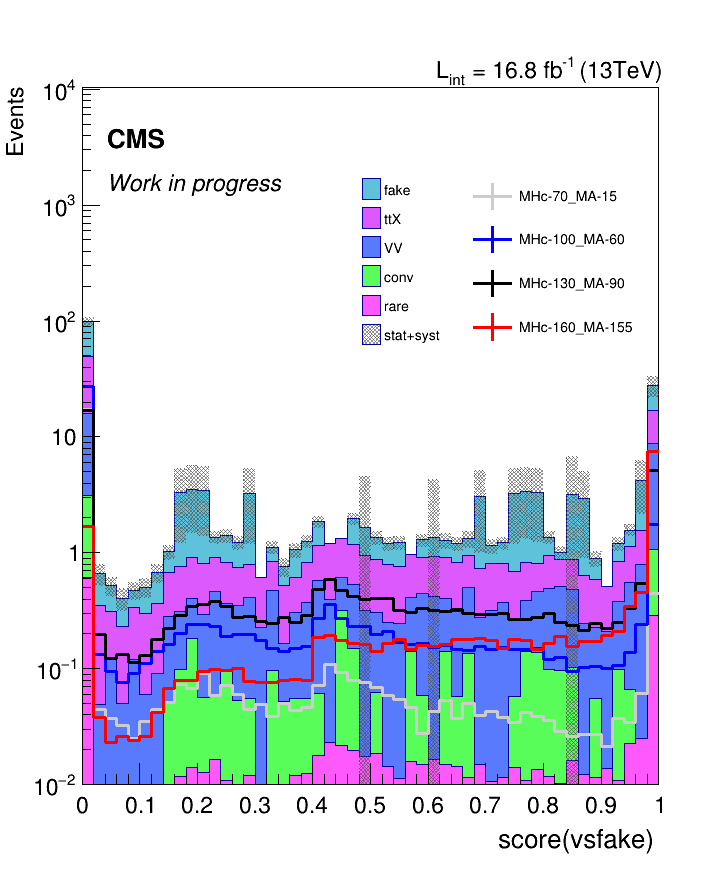 L_int = 16.8 fb^-1 (13TeV)
Events
CMS
Work in progress
fake
ttX
VV
conv
rare
stat+syst
MHc-70_MA-15
MHc-100_MA-60
MHc-130_MA-90
MHc-160_MA-155
10^4
10^3
10^2
10
1
10^−1
10^−2
0 0.1 0.2 0.3 0.4 0.5 0.6 0.7 0.8 0.9 1
score(vsfake)